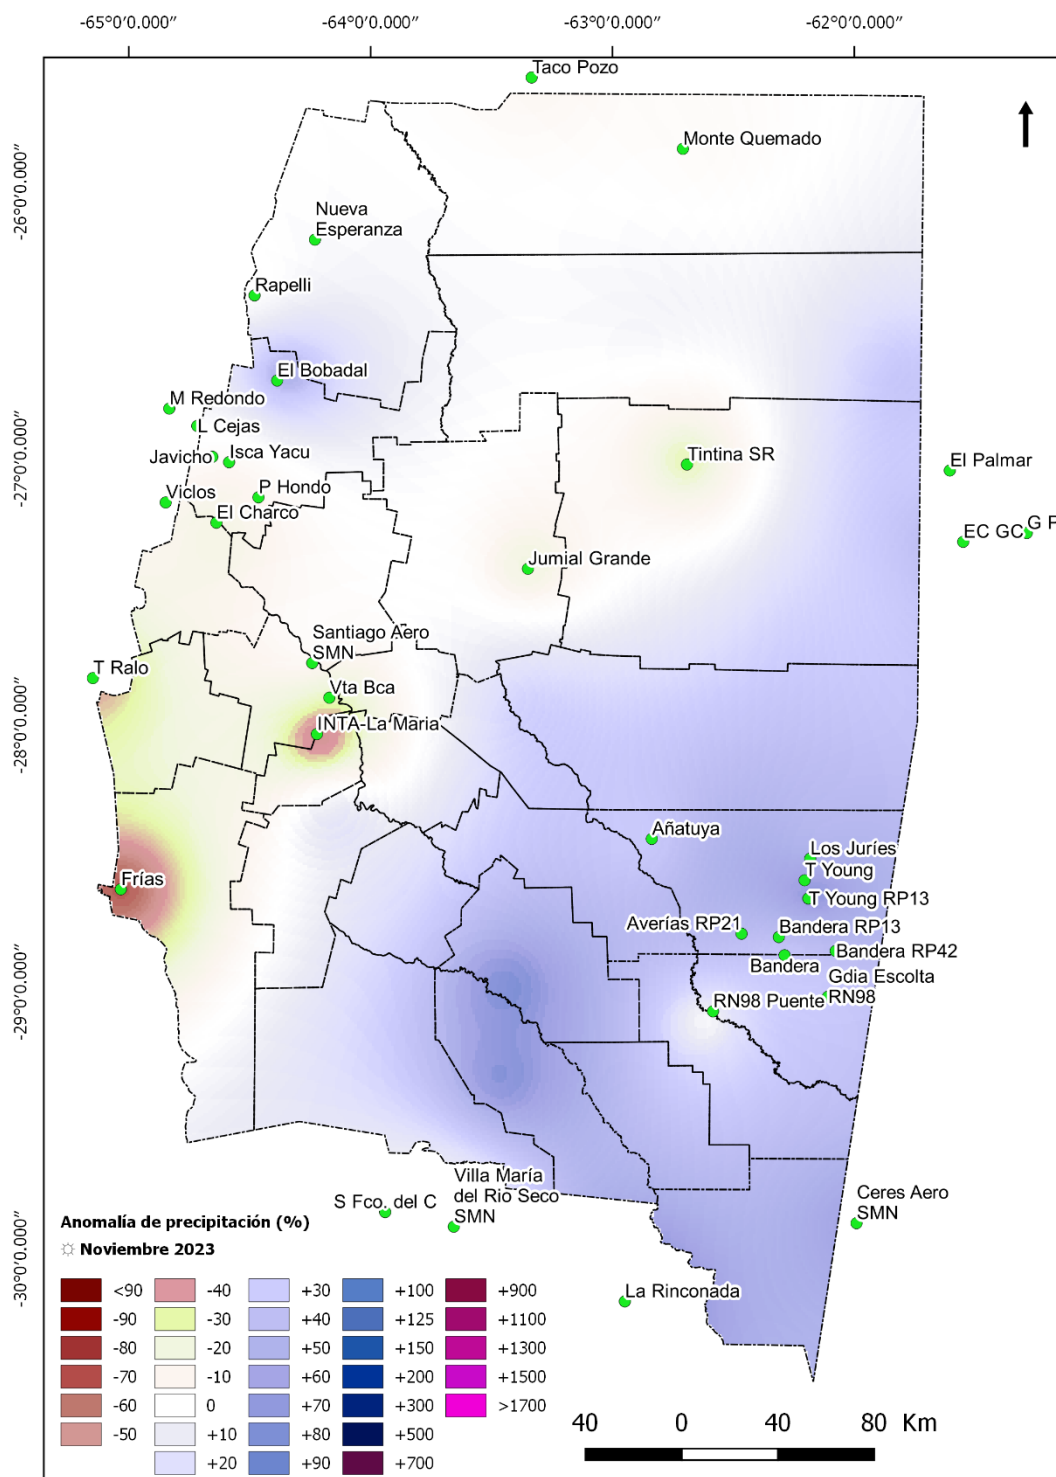 -65°0'0.000"
-64°0'0.000"
-63°0'0.000"
-62°0'0.000"
-26°0'0.000"
-27°0'0.000"
-28°0'0.000"
-29°0'0.000"
-30°0'0.000"
Taco Pozo
Monte Quemado
Nueva
Esperanza
Rapelli
El Bobadal
M Redondo
L Cejas
Javicho
Isca Yacu
Viclos
P Hondo
El Charco
Tintina SR
El Palmar
EC GC
G P
Jumial Grande
Santiago Aero
SMN
T Ralo
Vta Bca
INTA-La Maria
Añatuya
Los Juríes
T Young
T Young RP13
Frías
Averías RP21
Bandera RP13
Bandera RP42
Bandera
Gdia Escolta
RN98
RN98 Puente
Villa María
del Rio Seco
SMN
S Fco. del C
Ceres Aero
SMN
La Rinconada
Anomalía de precipitación (%)
Noviembre 2023
<90
-90
-80
-70
-60
-50
-40
-30
-20
-10
0
+10
+20
+30
+40
+50
+60
+70
+80
+90
+100
+125
+150
+200
+300
+500
+700
+900
+1100
+1300
+1500
>1700
40 0 40 80 Km